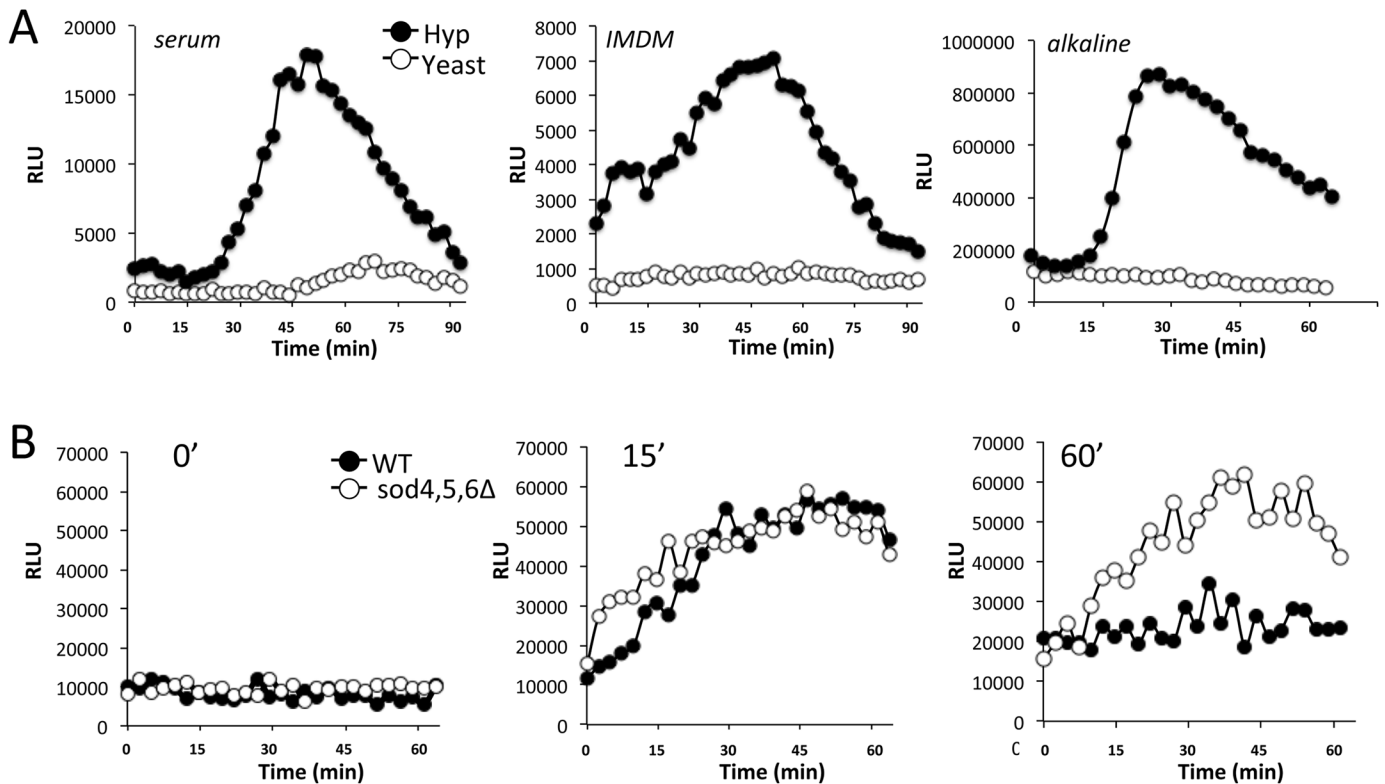 A
serum
Hyp
Yeast
20000
15000
10000
5000
0
RLU
0 15 30 45 60 75 90
Time (min)
IMDM
8000
7000
6000
5000
4000
3000
2000
1000
0
RLU
0 15 30 45 60 75 90
Time (min)
alkaline
1000000
800000
600000
400000
200000
0
RLU
0 15 30 45 60
Time (min)
B
0’
WT
sod4,5,6Δ
70000
60000
50000
40000
30000
20000
10000
0
RLU
0 15 30 45 60
Time (min)
15’
70000
60000
50000
40000
30000
20000
10000
0
RLU
0 15 30 45 60
Time (min)
60’
70000
60000
50000
40000
30000
20000
10000
0
RLU
C 0 15 30 45 60
Time (min)